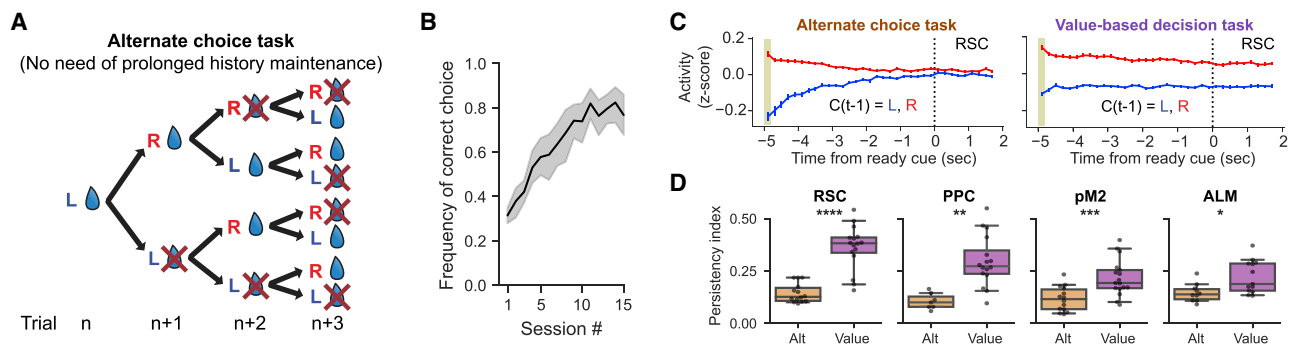 A
Alternate choice task
(No need of prolonged history maintenance)
R
R
L
R
L
R
L
L
R
L
R
L
R
L
Trial n n+1 n+2 n+3
B
Frequency of correct choice
1.0
0.8
0.6
0.4
0.2
0.0
1 5 10 15
Session #
C
Alternate choice task
Value-based decision task
Activity
(z-score)
0.2
0.0
−0.2
RSC
C(t-1) = L, R
−5 −4 −3 −2 −1 0 1 2
Time from ready cue (sec)
RSC
C(t-1) = L, R
−5 −4 −3 −2 −1 0 1 2
Time from ready cue (sec)
D
Persistency index
0.50
0.25
0.00
RSC
****
Alt Value
PPC
**
Alt Value
pM2
***
Alt Value
ALM
*
Alt Value